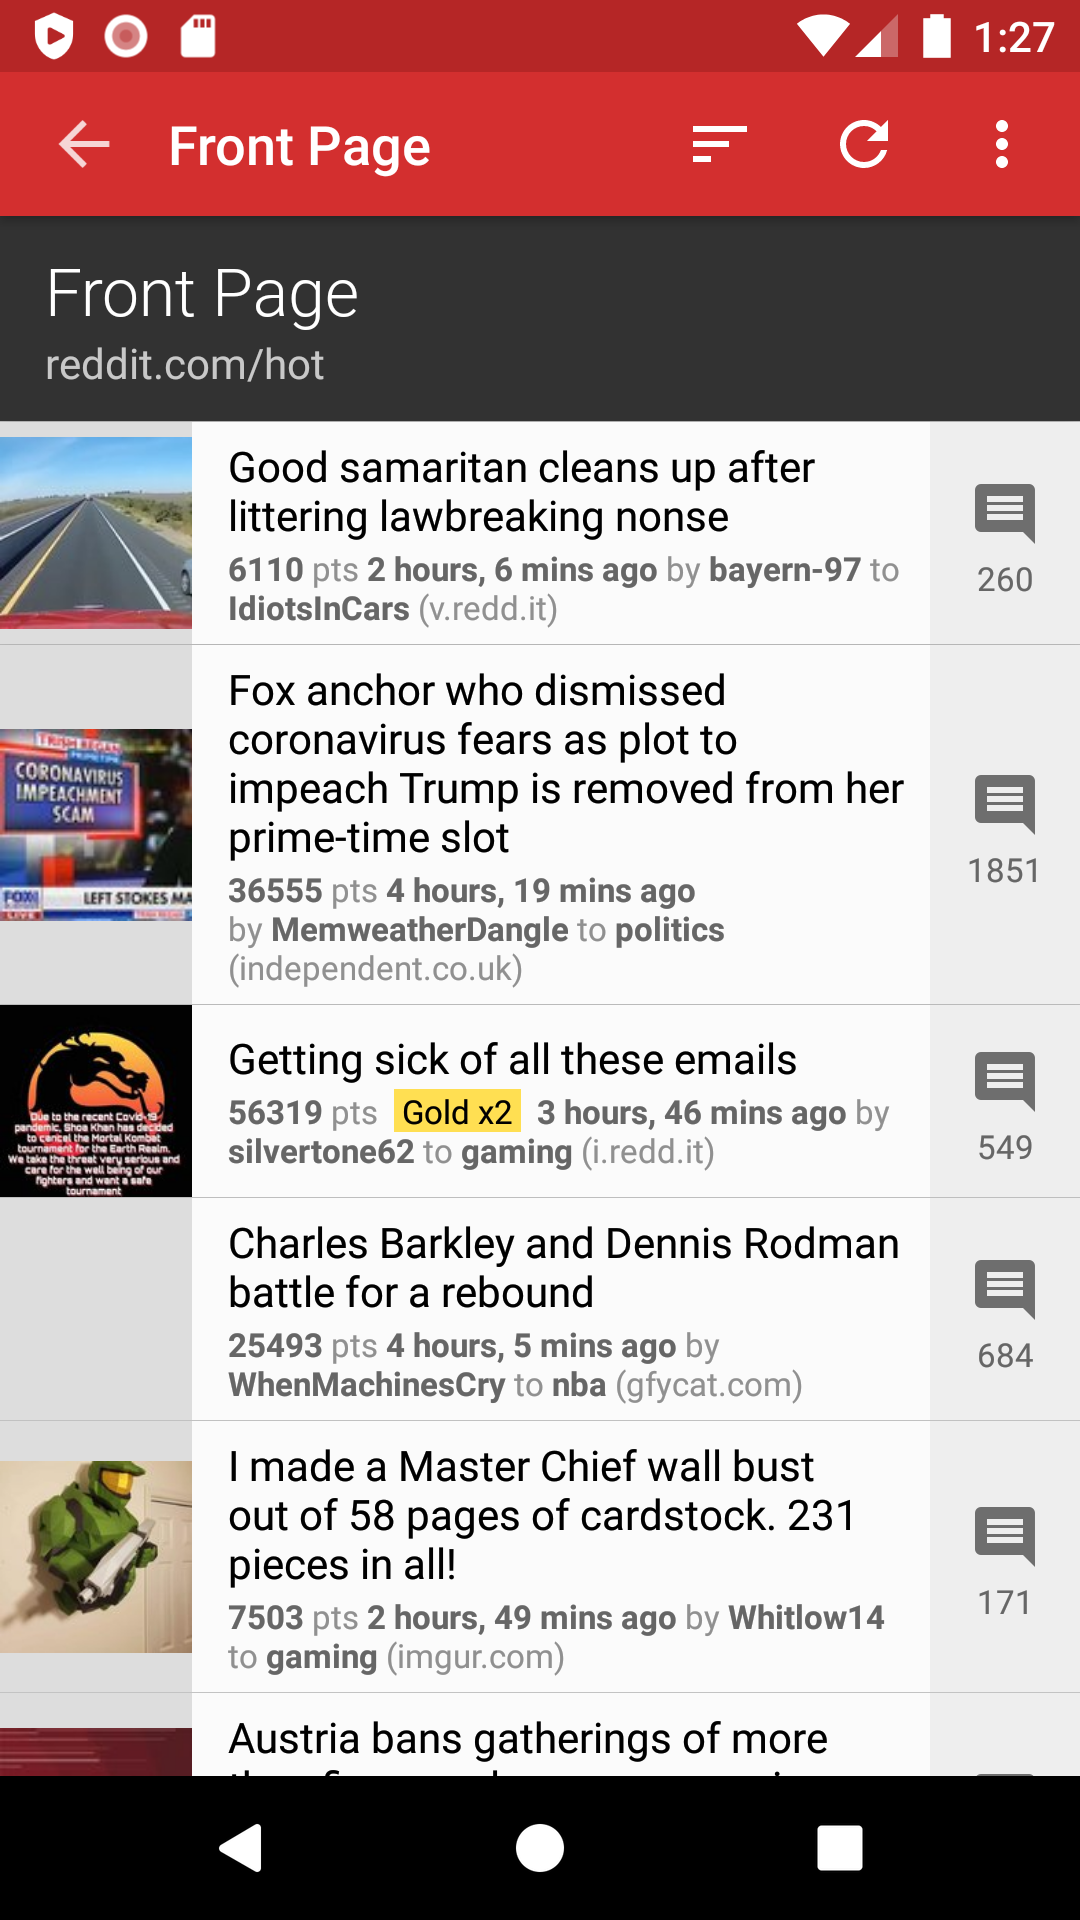 1:27
Front Page
Front Page
reddit.com/hot
Good samaritan cleans up after
littering lawbreaking nonse
6110 pts 2 hours, 6 mins ago by bayern-97 to
IdiotsInCars (v.redd.it)
260
TRISH REGAN
PRIMETIME
CORONAVIRUS
IMPEACHMENT
SCAM
FOX
LEFT STOKES MA
LIVE
Fox anchor who dismissed
coronavirus fears as plot to
impeach Trump is removed from her
prime-time slot
36555 pts 4 hours, 19 mins ago
by MemweatherDangle to politics
(independent.co.uk)
1851
Due to the recent Covid-19
pandemic, Shoa Khan has decided
to cancel the Mortal Kombat
tournament for the Earth Realm.
We take the threat very serious and
care for the well being of our
fighters and want a safe
tournament
Getting sick of all these emails
56319 pts Gold x2 3 hours, 46 mins ago by
silvertone62 to gaming (i.redd.it)
549
Charles Barkley and Dennis Rodman
battle for a rebound
25493 pts 4 hours, 5 mins ago by
WhenMachinesCry to nba (gfycat.com)
684
I made a Master Chief wall bust
out of 58 pages of cardstock. 231
pieces in all!
7503 pts 2 hours, 49 mins ago by Whitlow14
to gaming (imgur.com)
171
Austria bans gatherings of more